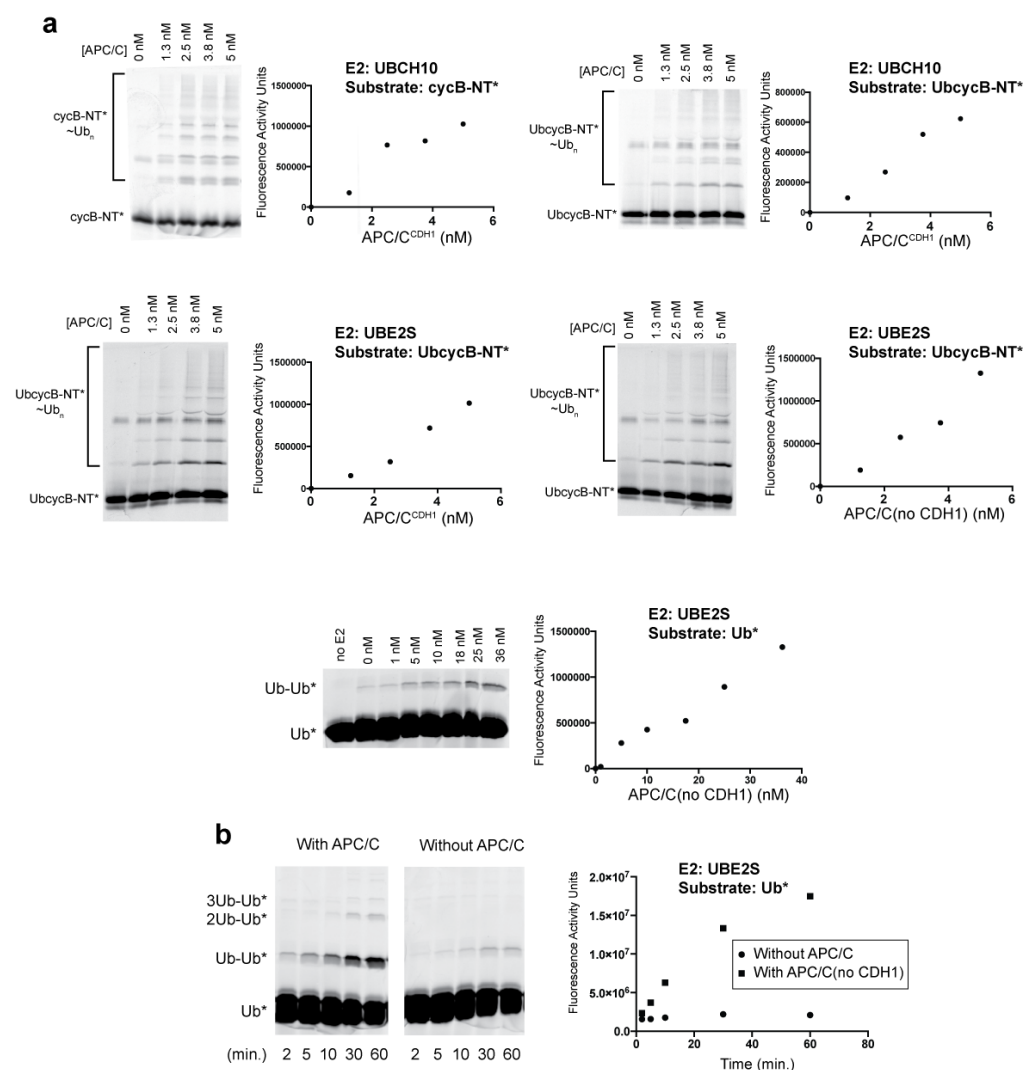 a
[APC/C]
0 nM
1.3 nM
2.5 nM
3.8 nM
5 nM
cycB-NT*
~Ubn
cycB-NT*
Fluorescence Activity Units
1500000
1000000
500000
0
E2: UBCH10
Substrate: cycB-NT*
0 2 4 6
APC/C^CDH1 (nM)
[APC/C]
0 nM
1.3 nM
2.5 nM
3.8 nM
5 nM
UbcycB-NT*
~Ubn
UbcycB-NT*
Fluorescence Activity Units
800000
600000
400000
200000
0
E2: UBCH10
Substrate: UbcycB-NT*
0 2 4 6
APC/C^CDH1 (nM)
[APC/C]
0 nM
1.3 nM
2.5 nM
3.8 nM
5 nM
UbcycB-NT*
~Ubn
UbcycB-NT*
Fluorescence Activity Units
1500000
1000000
500000
0
E2: UBE2S
Substrate: UbcycB-NT*
0 2 4 6
APC/C^CDH1 (nM)
[APC/C]
0 nM
1.3 nM
2.5 nM
3.8 nM
5 nM
UbcycB-NT*
~Ubn
UbcycB-NT*
Fluorescence Activity Units
1500000
1000000
500000
0
E2: UBE2S
Substrate: UbcycB-NT*
0 2 4 6
APC/C(no CDH1) (nM)
no E2
0 nM
1 nM
5 nM
10 nM
18 nM
25 nM
36 nM
Ub-Ub*
Ub*
Fluorescence Activity Units
1500000
1000000
500000
0
E2: UBE2S
Substrate: Ub*
0 10 20 30 40
APC/C(no CDH1) (nM)
b
With APC/C
Without APC/C
3Ub-Ub*
2Ub-Ub*
Ub-Ub*
Ub*
(min.) 2 5 10 30 60 2 5 10 30 60
Fluorescence Activity Units
2.0×10^7
1.5×10^7
1.0×10^7
5.0×10^6
0.0
E2: UBE2S
Substrate: Ub*
Without APC/C
With APC/C(no CDH1)
0 20 40 60 80
Time (min.)